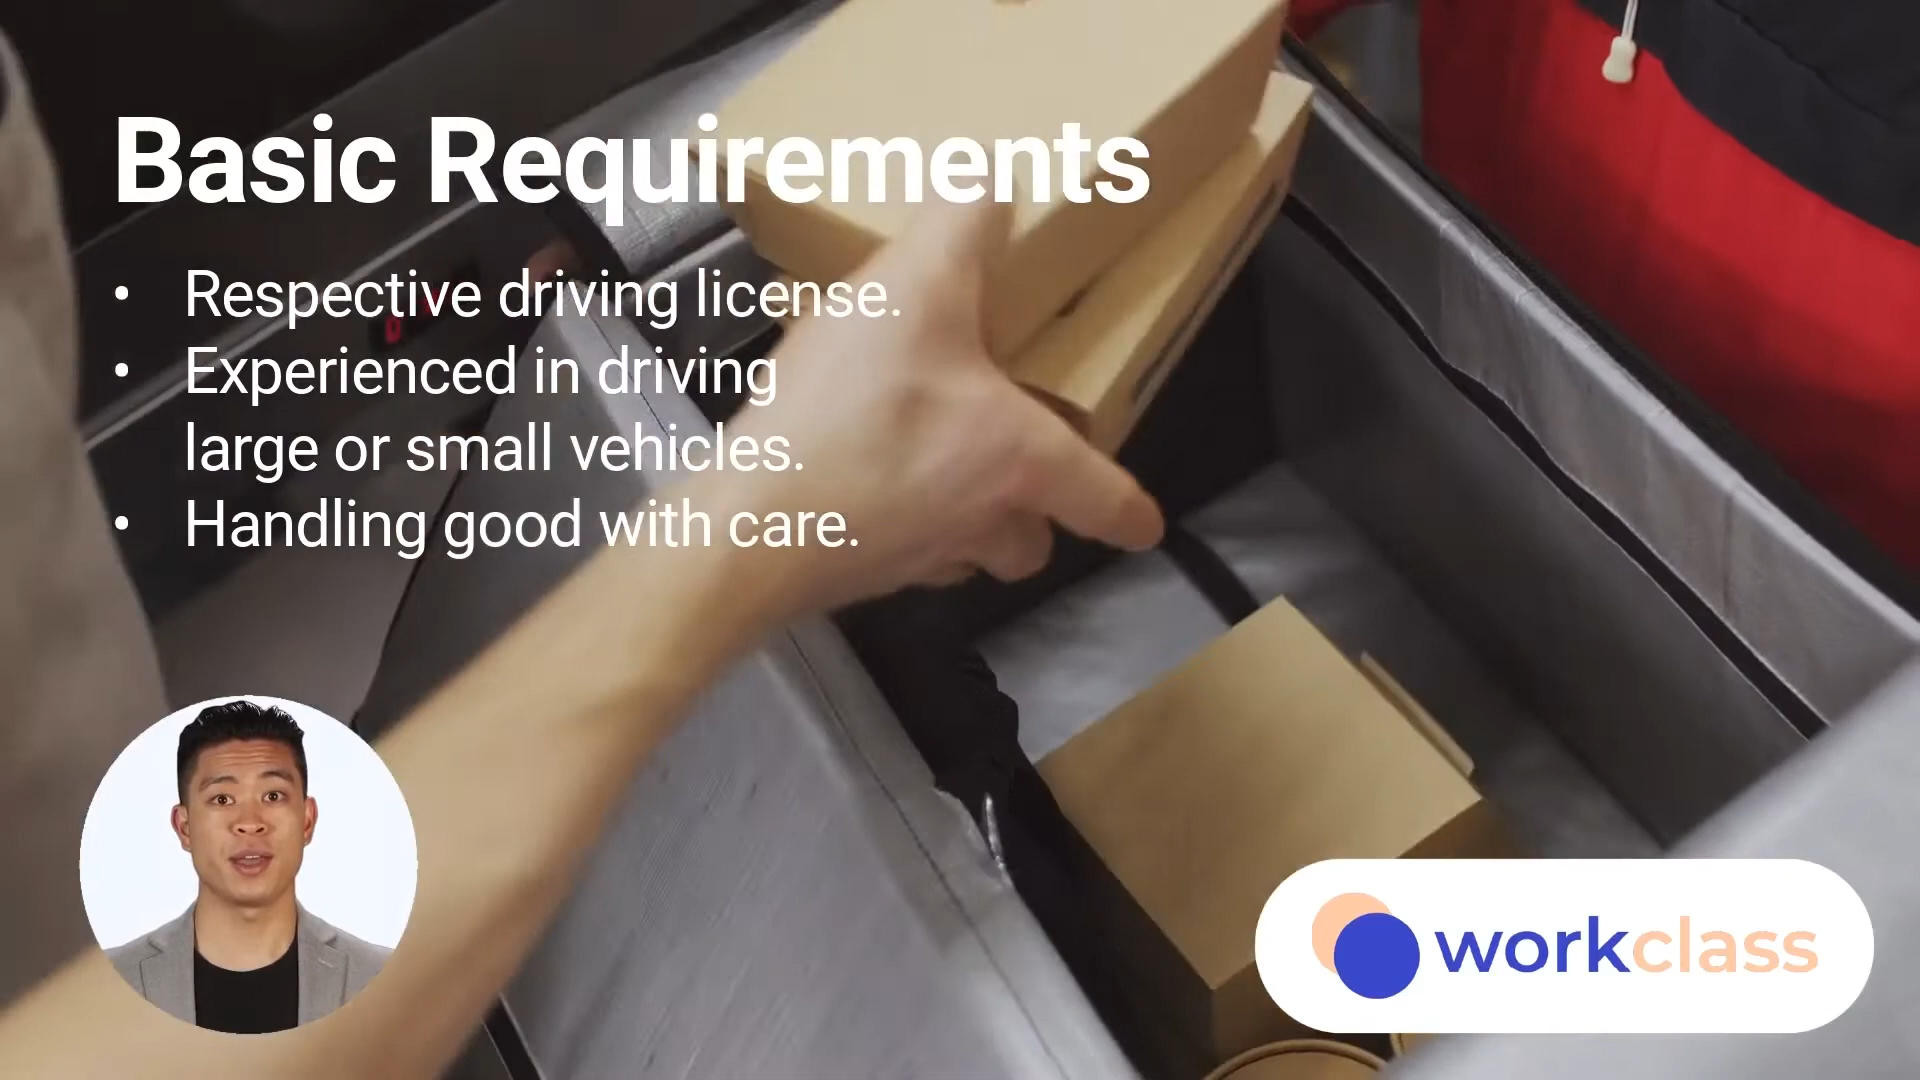 Basic Requirements
• Respective driving license.
• Experienced in driving
large or small vehicles.
• Handling good with care.
workclass